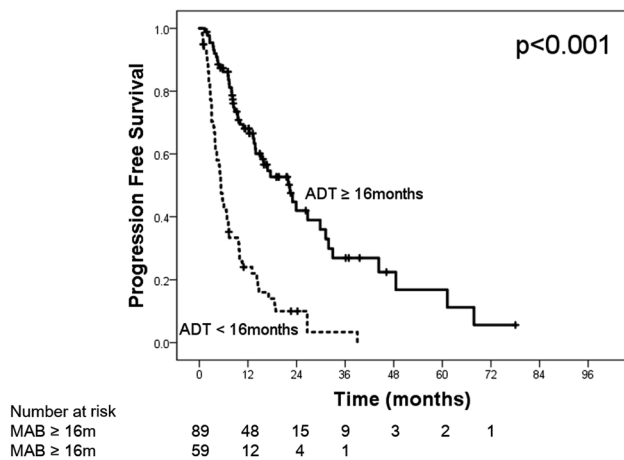 p<0.001
Progression Free Survival
1.0
0.8
0.6
0.4
0.2
0.0
ADT ≥ 16months
ADT < 16months
0 12 24 36 48 60 72 84 96
Time (months)
Number at risk
MAB ≥ 16m 89 48 15 9 3 2 1
MAB ≥ 16m 59 12 4 1